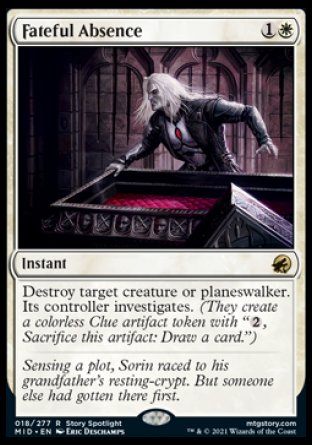 Fateful Absence 1
Instant
Destroy target creature or planeswalker.
Its controller investigates. (They create
a colorless Clue artifact token with “2,
Sacrifice this artifact: Draw a card.”)
Sensing a plot, Sorin raced to his
grandfather's resting-crypt. But someone
else had gotten there first.
018/277 R Story Spotlight mtgstory.com
MID • EN Eric Deschamps ™ & © 2021 Wizards of the Coast